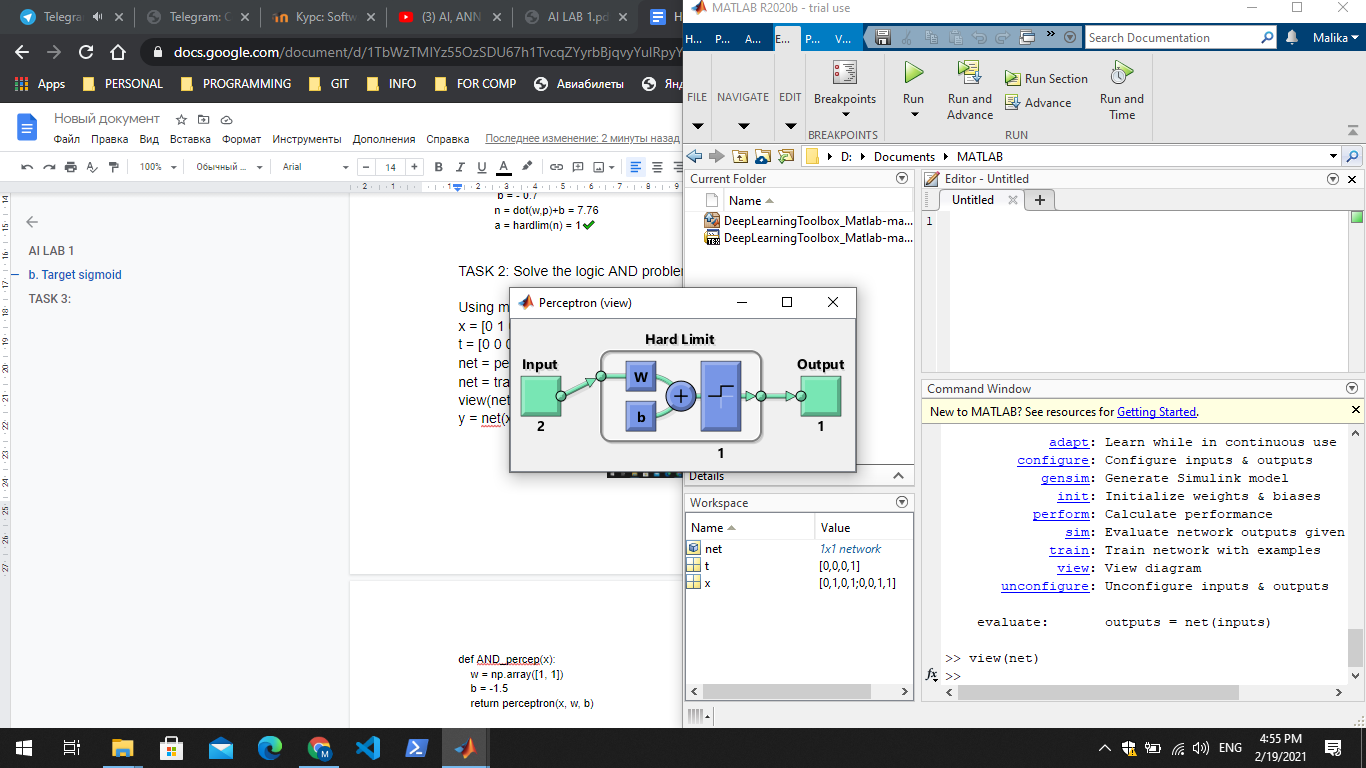 Telegra
Telegram: C
Курс: Softw
(3) AI, ANN
AI LAB 1.pd
H
docs.google.com/document/d/1TbWzTMlYz55OzSDU67h1TvcqZYyrbBjqvyYuIRpyY
Apps PERSONAL PROGRAMMING GIT INFO FOR COMP Авиабилеты Янд
Новый документ
Файл Правка Вид Вставка Формат Инструменты Дополнения Справка Последнее изменение: 2 минуты назад
100% Обычный ... Arial 14
AI LAB 1
b. Target sigmoid
TASK 3:
b = - 0.7
n = dot(w,p)+b = 7.76
a = hardlim(n) = 1
TASK 2: Solve the logic AND problem
Using m
x = [0 1
t = [0 0 0
net = pe
net = tra
view(net
y = net(x
def AND_percep(x):
w = np.array([1, 1])
b = -1.5
return perceptron(x, w, b)
Perceptron (view)
Hard Limit
Input
Output
W
b
2
1
1
MATLAB R2020b - trial use
H... P... A... E... P... V...
Search Documentation
Malika
FILE NAVIGATE EDIT
Breakpoints
BREAKPOINTS
Run
Run and Advance
Run Section
Advance
Run and Time
RUN
D: Documents MATLAB
Current Folder
Name
DeepLearningToolbox_Matlab-ma...
DeepLearningToolbox_Matlab-ma...
Details
Workspace
Name Value
net 1x1 network
t [0,0,0,1]
x [0,1,0,1;0,0,1,1]
Editor - Untitled
Untitled
1
Command Window
New to MATLAB? See resources for Getting Started.
adapt: Learn while in continuous use
configure: Configure inputs & outputs
gensim: Generate Simulink model
init: Initialize weights & biases
perform: Calculate performance
sim: Evaluate network outputs given
train: Train network with examples
view: View diagram
unconfigure: Unconfigure inputs & outputs
evaluate: outputs = net(inputs)
>> view(net)
>>
ENG
4:55 PM
2/19/2021